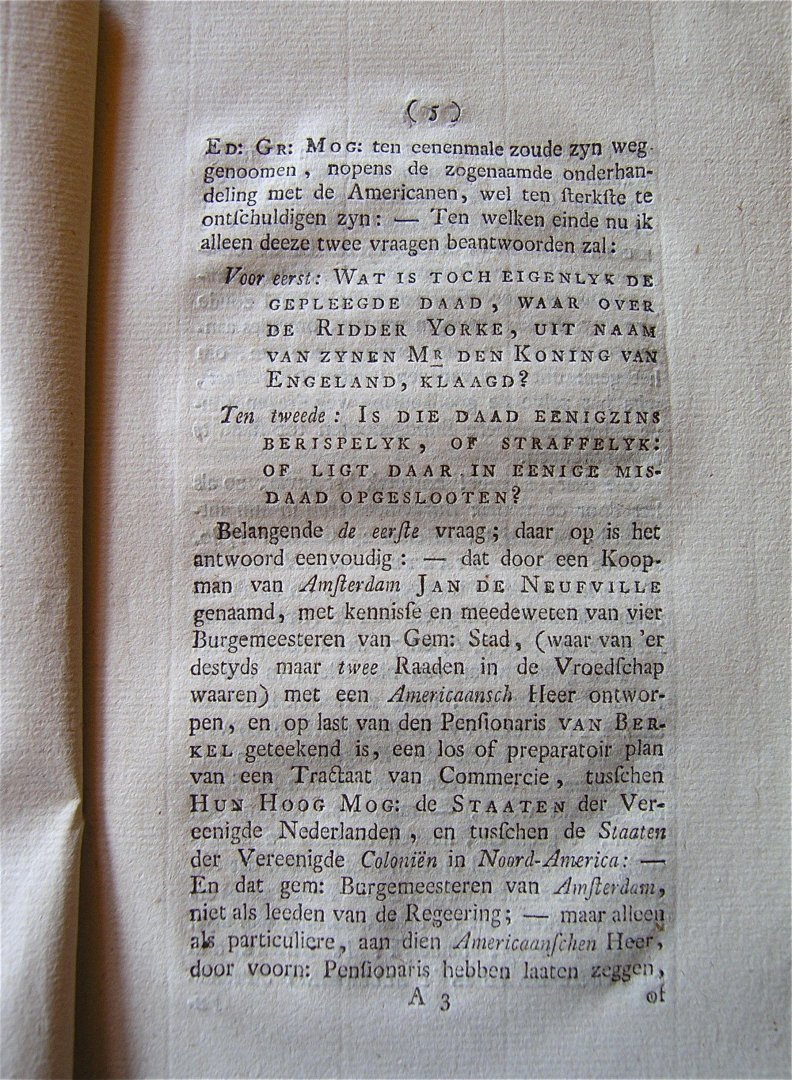 ( 5 )
ED: GR: MOG: ten eenenmale zoude zyn weg-
genoomen, nopens de zogenaamde onderhan-
deling met de Americanen, wel ten ſterkſte te
ontſchuldigen zyn: — Ten welken einde nu ik
alleen deeze twee vraagen beantwoorden zal:
Voor eerst: WAT IS TOCH EIGENLYK DE
GEPLEEGDE DAAD, WAAR OVER
DE RIDDER YORKE, UIT NAAM
VAN ZYNEN MR DEN KONING VAN
ENGELAND, KLAAGD?
Ten tweede: IS DIE DAAD EENIGZINS
BERISPELYK, OF STRAFFELYK:
OF LIGT DAAR IN EENIGE MIS-
DAAD OPGESLOOTEN?
Belangende de eerſte vraag; daar op is het
antwoord eenvoudig: — dat door een Koop-
man van Amſterdam JAN DE NEUFVILLE
genaamd, met kenniſſe en meedeweten van vier
Burgemeesteren van Gem: Stad, (waar van 'er
destyds maar twee Raaden in de Vroedſchap
waaren) met een Americaansch Heer ontwor-
pen, en op last van den Penſionaris VAN BER-
KEL geteekend is, een los of preparatoir plan
van een Tractaat van Commercie, tusſchen
HUN HOOG MOG: de STAATEN der Ver-
eenigde Nederlanden, en tusſchen de Staaten
der Vereenigde Coloniën in Noord-America: —
En dat gem: Burgemeesteren van Amſterdam,
niet als leeden van de Regeering; — maar alleen
als particuliere, aan dien Americaanſchen Heer,
door voorn: Penſionaris hebben laaten zeggen,
A 3 of